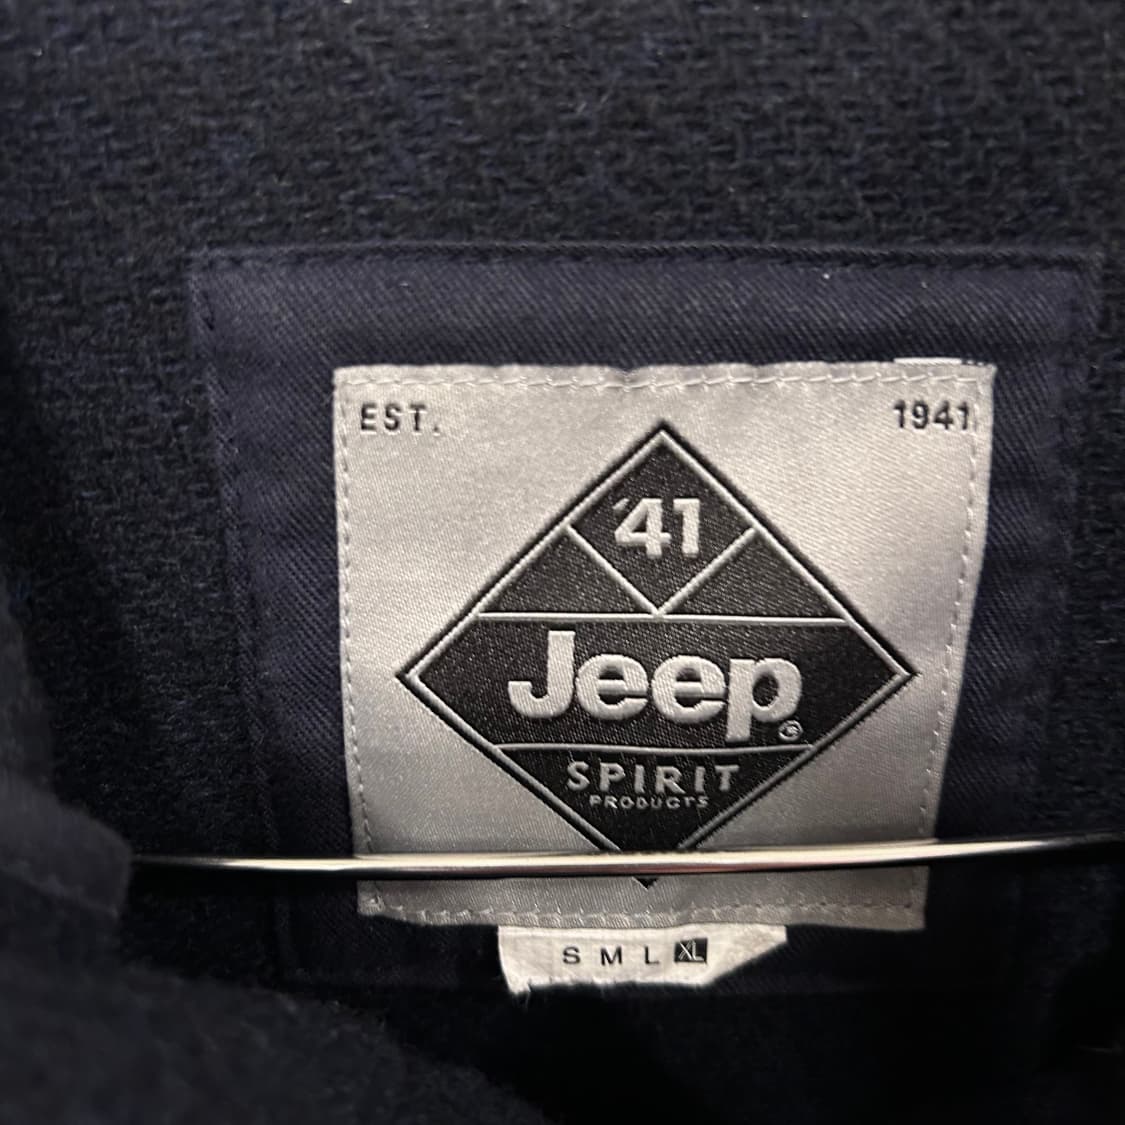 EST. 1941
'41
Jeep®
SPIRIT
PRODUCTS
S M L XL